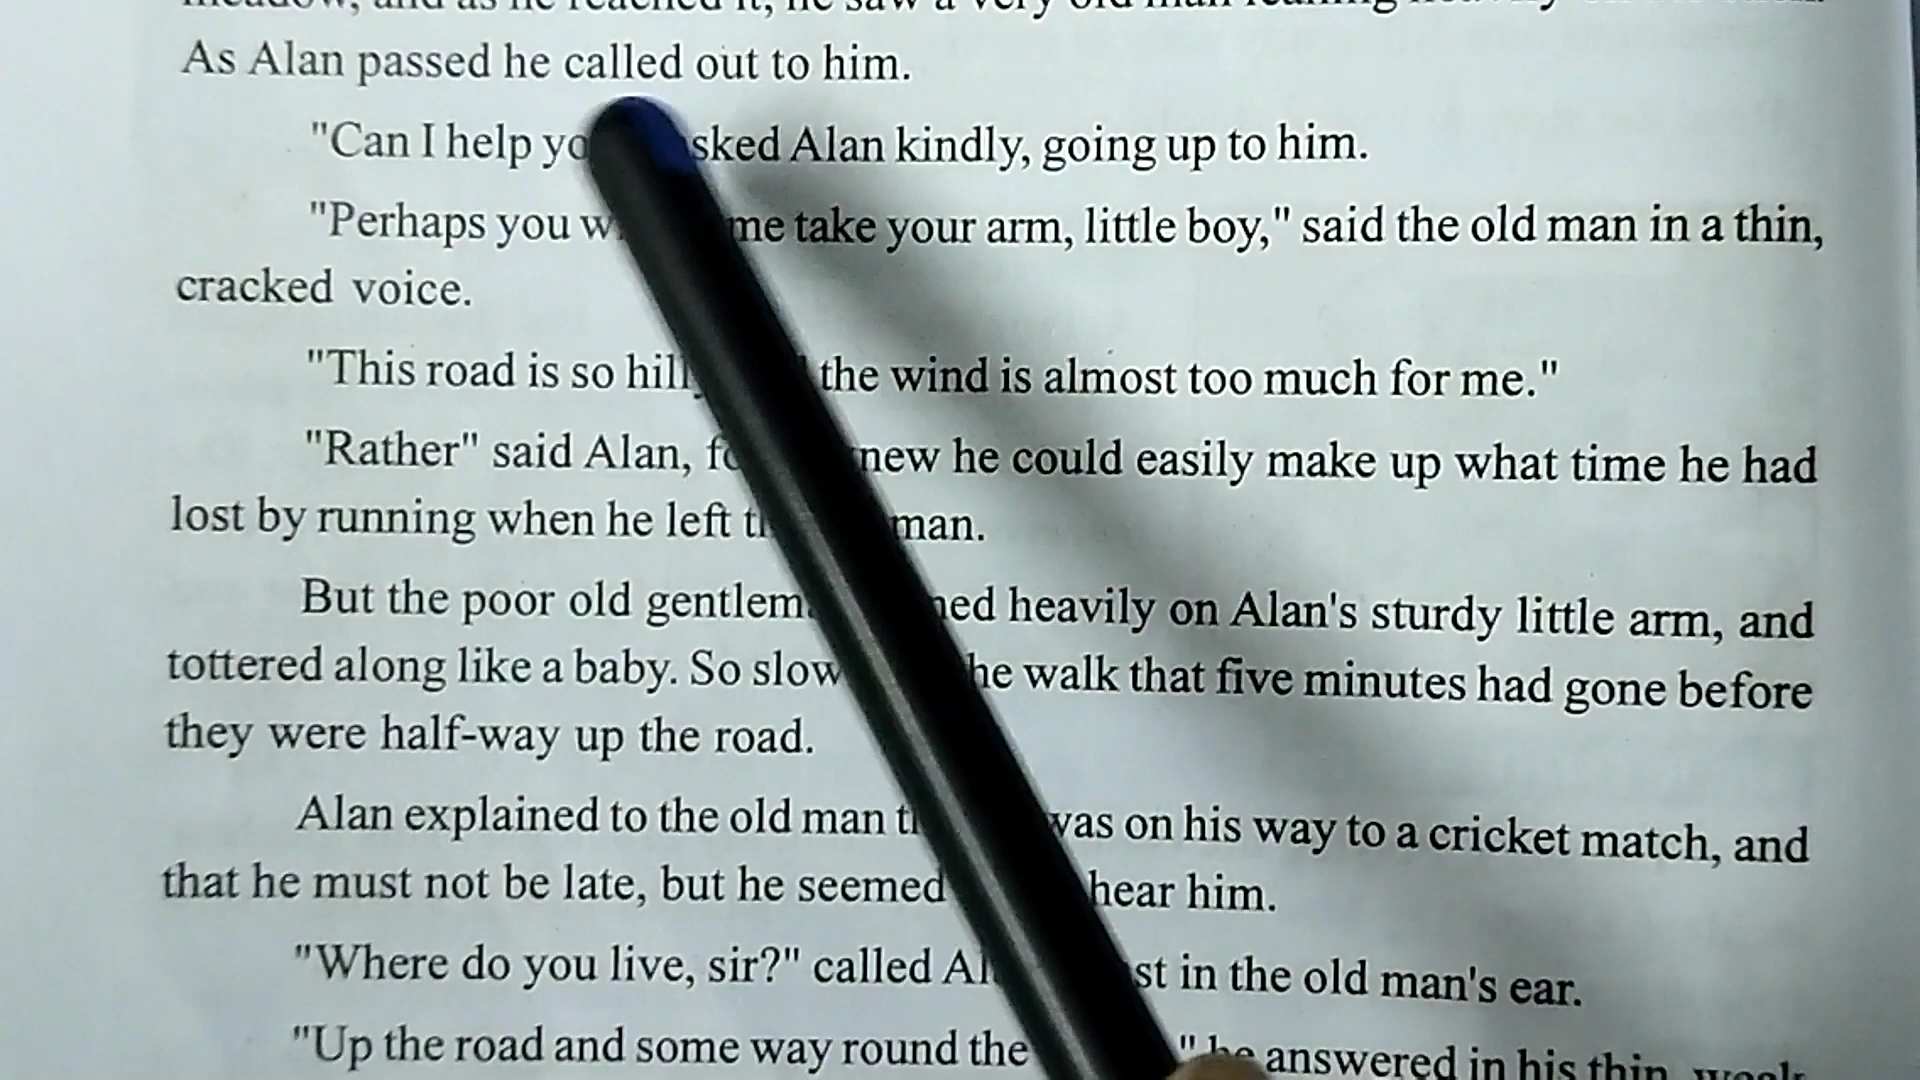 As Alan passed he called out to him.
"Can I help asked Alan kindly, going up to him.
"Perhaps you me take your arm, little boy," said the old man in a thin,
cracked voice.
"This road is so hilly the wind is almost too much for me."
"Rather" said Alan, knew he could easily make up what time he had
lost by running when he left man.
But the poor old gentleman heavily on Alan's sturdy little arm, and
tottered along like a baby. So slow he walk that five minutes had gone before
they were half-way up the road.
Alan explained to the old man was on his way to a cricket match, and
that he must not be late, but he seemed hear him.
"Where do you live, sir?" called in the old man's ear.
"Up the road and some way round the " he answered in his thin, weak